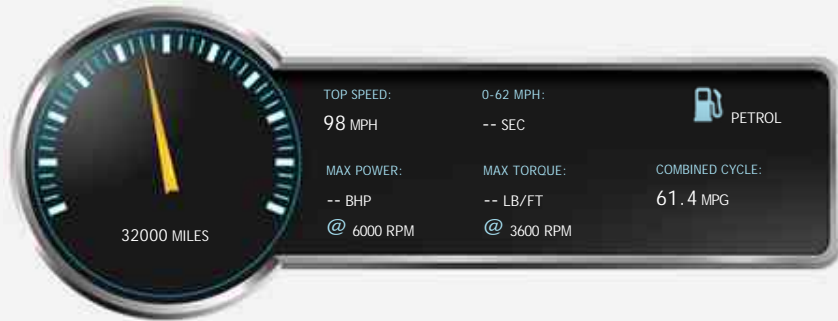 TOP SPEED:
98 MPH
0-62 MPH:
-- SEC
PETROL
MAX POWER:
-- BHP
@ 6000 RPM
MAX TORQUE:
-- LB/FT
@ 3600 RPM
COMBINED CYCLE:
61.4 MPG
32000 MILES